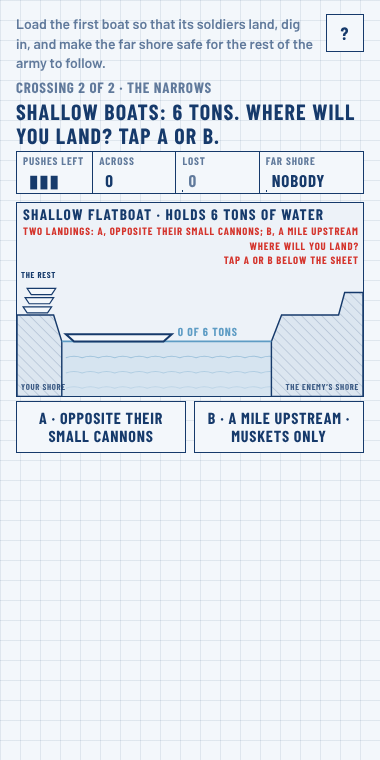 Load the first boat so that its soldiers land, dig
in, and make the far shore safe for the rest of the
army to follow.
?
CROSSING 2 OF 2 · THE NARROWS
SHALLOW BOATS: 6 TONS. WHERE WILL
YOU LAND? TAP A OR B.
PUSHES LEFT
ACROSS
0
LOST
0
FAR SHORE
NOBODY
SHALLOW FLATBOAT · HOLDS 6 TONS OF WATER
TWO LANDINGS: A, OPPOSITE THEIR SMALL CANNONS; B, A MILE UPSTREAM
WHERE WILL YOU LAND?
TAP A OR B BELOW THE SHEET
THE REST
0 OF 6 TONS
YOUR SHORE
THE ENEMY'S SHORE
A · OPPOSITE THEIR
SMALL CANNONS
B · A MILE UPSTREAM ·
MUSKETS ONLY